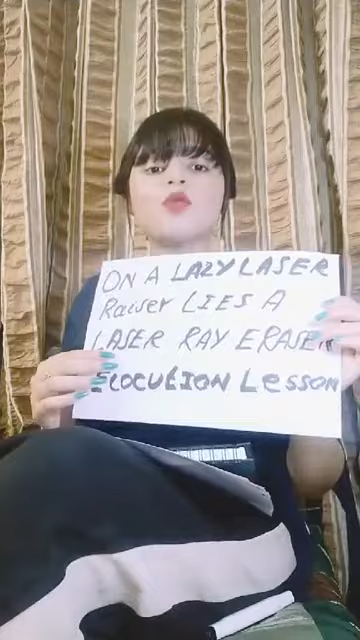 ON A LAZY LASER
Raiser LIES A
LASER RAY ERASER
ELOCUTION LESSON